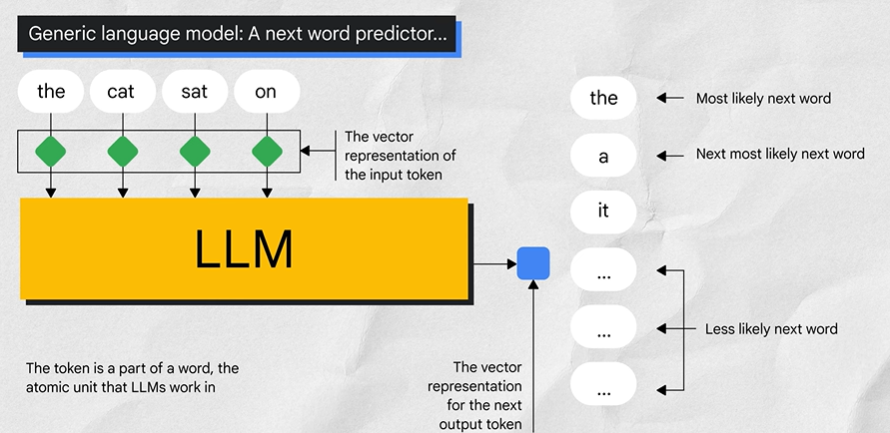 Generic language model: A next word predictor...
the cat sat on
The vector
representation of
the input token
LLM
The token is a part of a word, the
atomic unit that LLMs work in
The vector
representation
for the next
output token
the
Most likely next word
a
Next most likely next word
it
...
...
Less likely next word
...